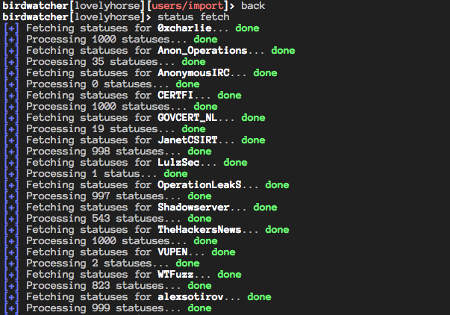 birdwatcher[lovelyhorse][users/import]> back
birdwatcher[lovelyhorse]> status fetch
[+] Fetching statuses for 0xcharlie... done
[+] Processing 1000 statuses... done
[+] Fetching statuses for Anon_Operations... done
[+] Processing 35 statuses... done
[+] Fetching statuses for AnonymousIRC... done
[+] Processing 0 statuses... done
[+] Fetching statuses for CERTFI... done
[+] Processing 1000 statuses... done
[+] Fetching statuses for GOVCERT_NL... done
[+] Processing 19 statuses... done
[+] Fetching statuses for JanetCSIRT... done
[+] Processing 998 statuses... done
[+] Fetching statuses for LulzSec... done
[+] Processing 1 status... done
[+] Fetching statuses for OperationLeakS... done
[+] Processing 997 statuses... done
[+] Fetching statuses for Shadowserver... done
[+] Processing 543 statuses... done
[+] Fetching statuses for TheHackersNews... done
[+] Processing 1000 statuses... done
[+] Fetching statuses for VUPEN... done
[+] Processing 2 statuses... done
[+] Fetching statuses for WTFuzz... done
[+] Processing 823 statuses... done
[+] Fetching statuses for alexsotirov... done
[+] Processing 999 statuses... done